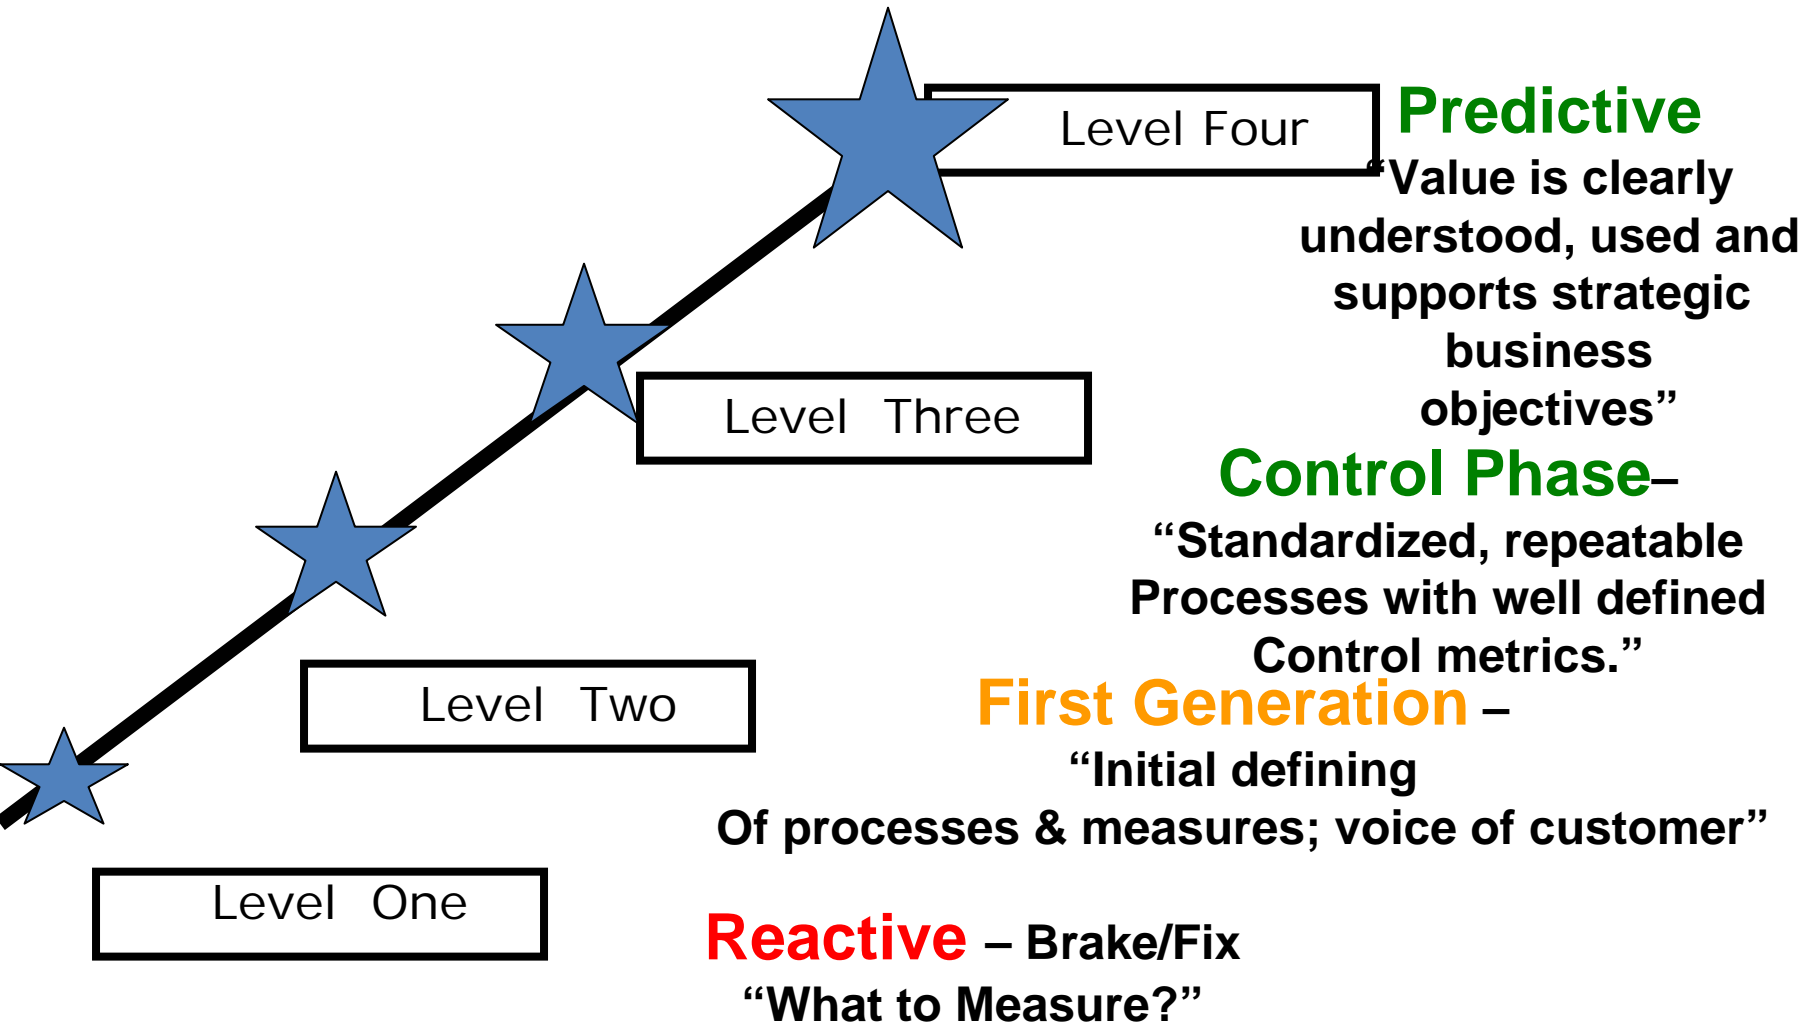 Level Four
Predictive
“Value is clearly
understood, used and
supports strategic
business
objectives”
Level Three
Control Phase–
“Standardized, repeatable
Processes with well defined
Control metrics.”
Level Two
First Generation –
“Initial defining
Of processes & measures; voice of customer”
Level One
Reactive – Brake/Fix
“What to Measure?”